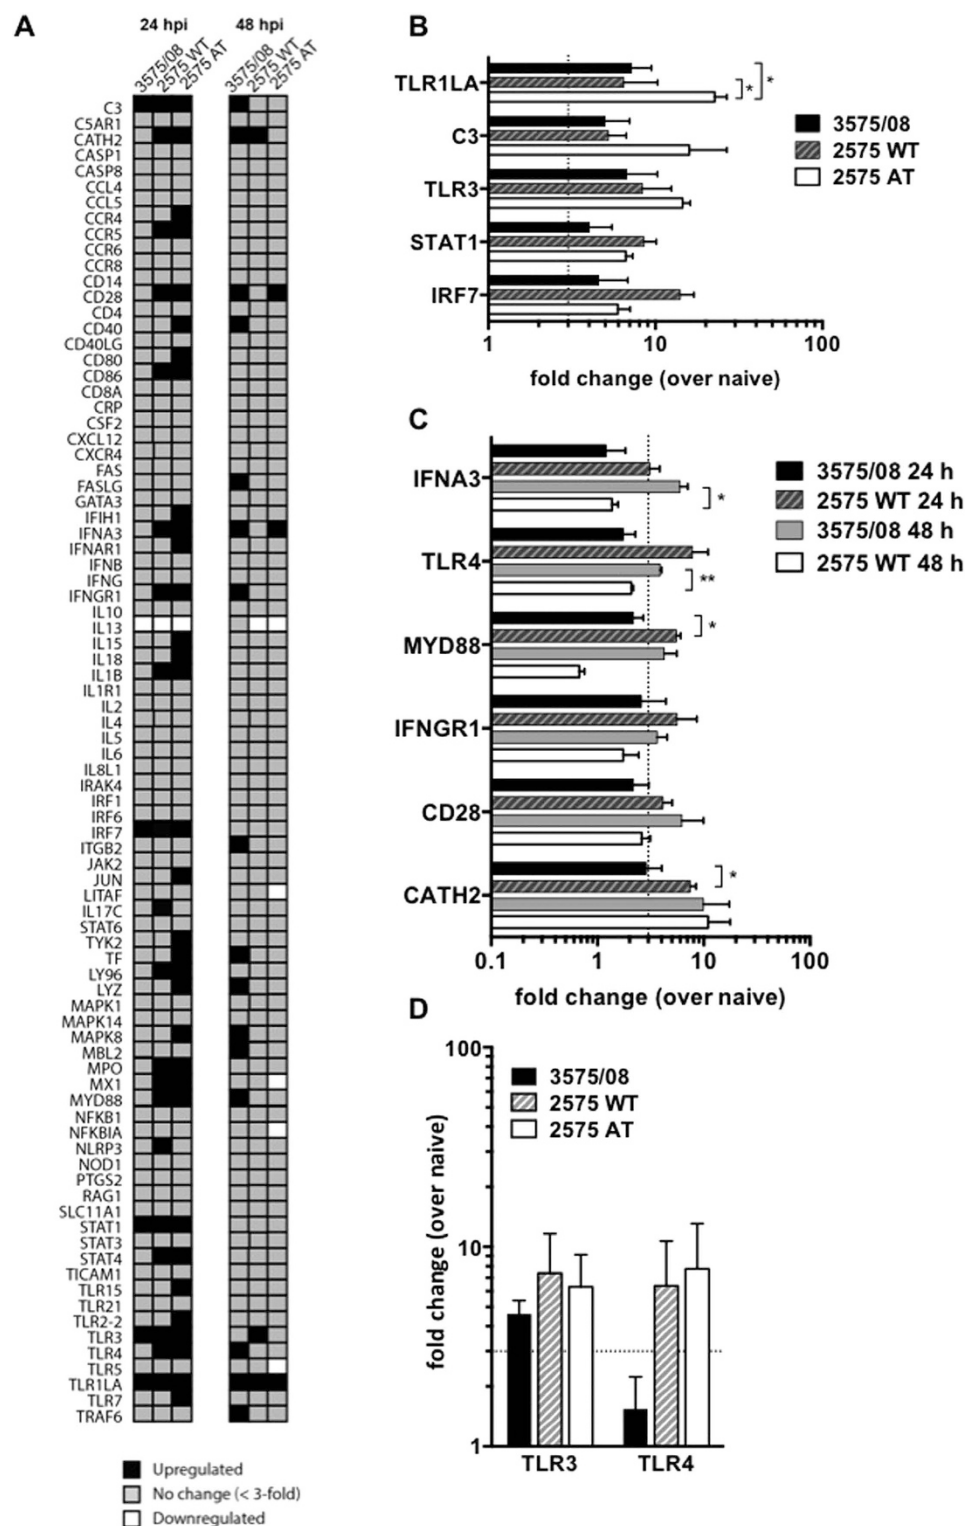 A
24 hpi
48 hpi
3575/08
2575 WT
2575 AT
3575/08
2575 WT
2575 AT
C3
C5AR1
CATH2
CASP1
CASP8
CCL4
CCL5
CCR4
CCR5
CCR6
CCR8
CD14
CD28
CD4
CD40
CD40LG
CD80
CD86
CD8A
CRP
CSF2
CXCL12
CXCR4
FAS
FASLG
GATA3
IFIH1
IFNA3
IFNAR1
IFNB
IFNG
IFNGR1
IL10
IL13
IL15
IL18
IL1B
IL1R1
IL2
IL4
IL5
IL6
IL8L1
IRAK4
IRF1
IRF6
IRF7
ITGB2
JAK2
JUN
LITAF
IL17C
STAT6
TYK2
TF
LY96
LYZ
MAPK1
MAPK14
MAPK8
MBL2
MPO
MX1
MYD88
NFKB1
NFKBIA
NLRP3
NOD1
PTGS2
RAG1
SLC11A1
STAT1
STAT3
STAT4
TICAM1
TLR15
TLR21
TLR2-2
TLR3
TLR4
TLR5
TLR1LA
TLR7
TRAF6
Upregulated
No change (< 3-fold)
Downregulated
B
TLR1LA
C3
TLR3
STAT1
IRF7
* *
3575/08
2575 WT
2575 AT
1 10 100
fold change (over naive)
C
IFNA3
TLR4
MYD88
IFNGR1
CD28
CATH2
*
**
*
*
3575/08 24 h
2575 WT 24 h
3575/08 48 h
2575 WT 48 h
0.1 1 10 100
fold change (over naive)
D
fold change (over naive)
100
10
1
3575/08
2575 WT
2575 AT
TLR3 TLR4